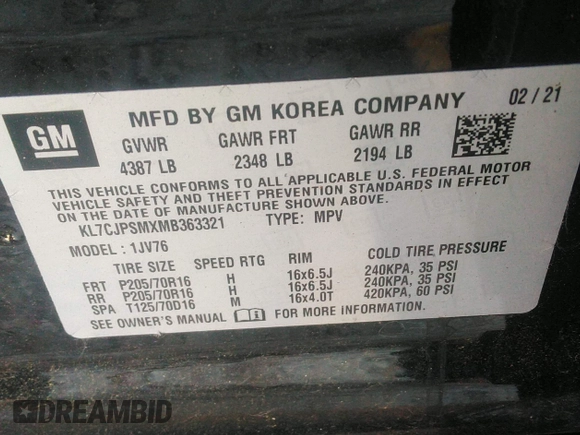 GM
MFD BY GM KOREA COMPANY 02 / 21
GVWR GAWR FRT GAWR RR
4387 LB 2348 LB 2194 LB
THIS VEHICLE CONFORMS TO ALL APPLICABLE U.S. FEDERAL MOTOR
VEHICLE SAFETY AND THEFT PREVENTION STANDARDS IN EFFECT
ON THE DATE OF MANUFACTURE SHOWN ABOVE.
KL7CJPSMXMB363321 TYPE: MPV
MODEL : 1JV76
TIRE SIZE SPEED RTG RIM COLD TIRE PRESSURE
FRT P205/70R16 H 16x6.5J 240KPA, 35 PSI
RR P205/70R16 H 16x6.5J 240KPA, 35 PSI
SPA T125/70D16 M 16x4.0T 420KPA, 60 PSI
SEE OWNER'S MANUAL FOR MORE INFORMATION.
DREAMBID